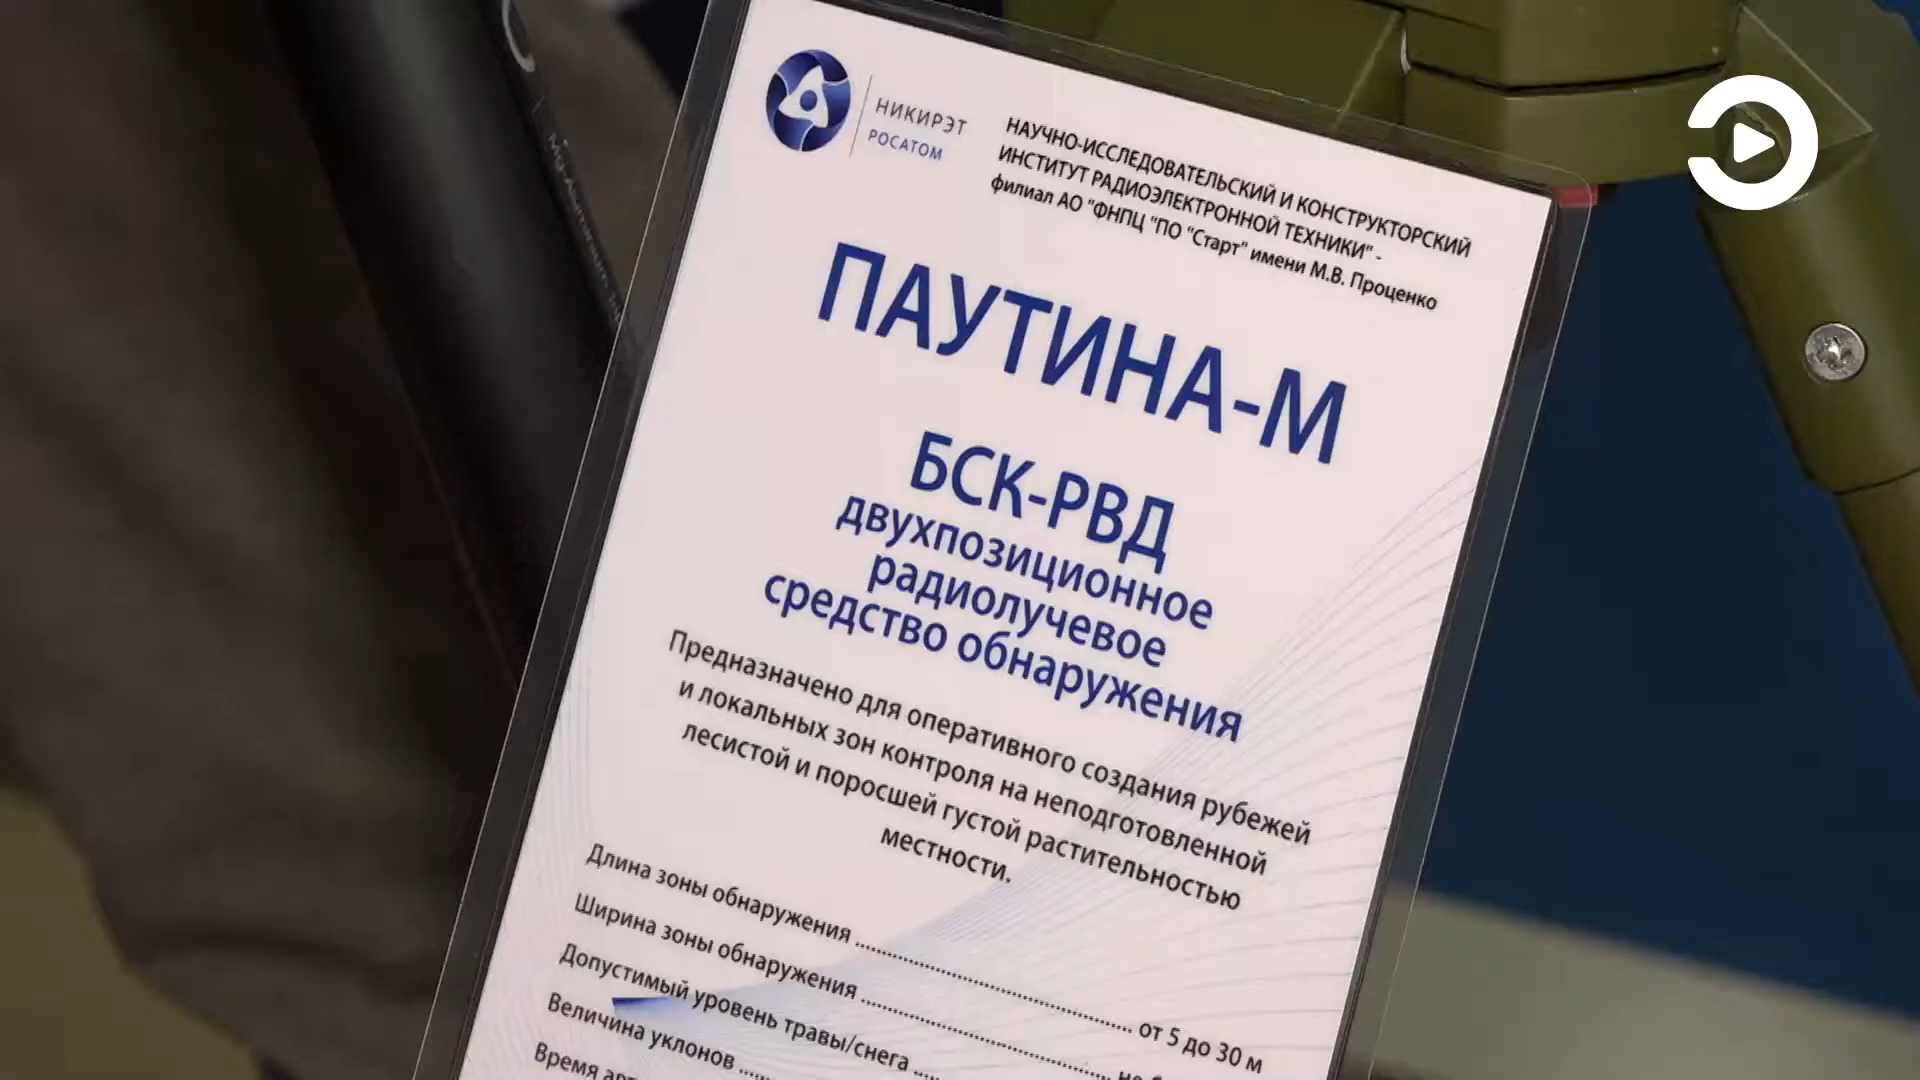 НИКИРЭТ
РОСАТОМ
НАУЧНО-ИССЛЕДОВАТЕЛЬСКИЙ И КОНСТРУКТОРСКИЙ
ИНСТИТУТ РАДИОЭЛЕКТРОННОЙ ТЕХНИКИ" -
филиал АО "ФНПЦ "ПО "Старт" имени М.В. Проценко
ПАУТИНА-М
БСК-РВД
двухпозиционное
радиолучевое
средство обнаружения
Предназначено для оперативного создания рубежей
и локальных зон контроля на неподготовленной
лесистой и поросшей густой растительностью
местности.
Длина зоны обнаружения ........ от 5 до 30 м
Ширина зоны обнаружения ........ не
Допустимый уровень травы/снега ........
Величина уклонов ........
Время